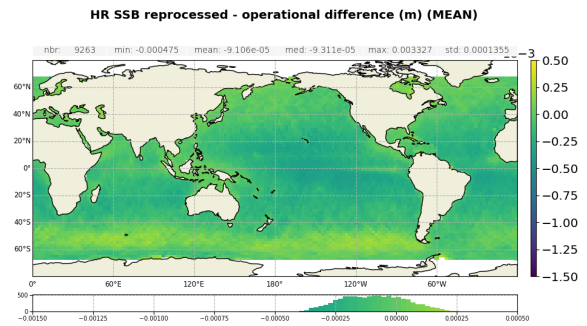 HR SSB reprocessed - operational difference (m) (MEAN)
nbr: 9263 min: -0.000475 mean: -9.106e-05 med: -9.311e-05 max: 0.003327 std: 0.0001355
0.50
60°N
0.25
40°N
0.00
20°N
−0.25
0°
−0.50
20°S
−0.75
40°S
−1.00
60°S
−1.25
−1.50
0° 60°E 120°E 180° 120°W 60°W
500
0
−0.00150 −0.00125 −0.00100 −0.00075 −0.00050 −0.00025 0.00000 0.00025 0.00050